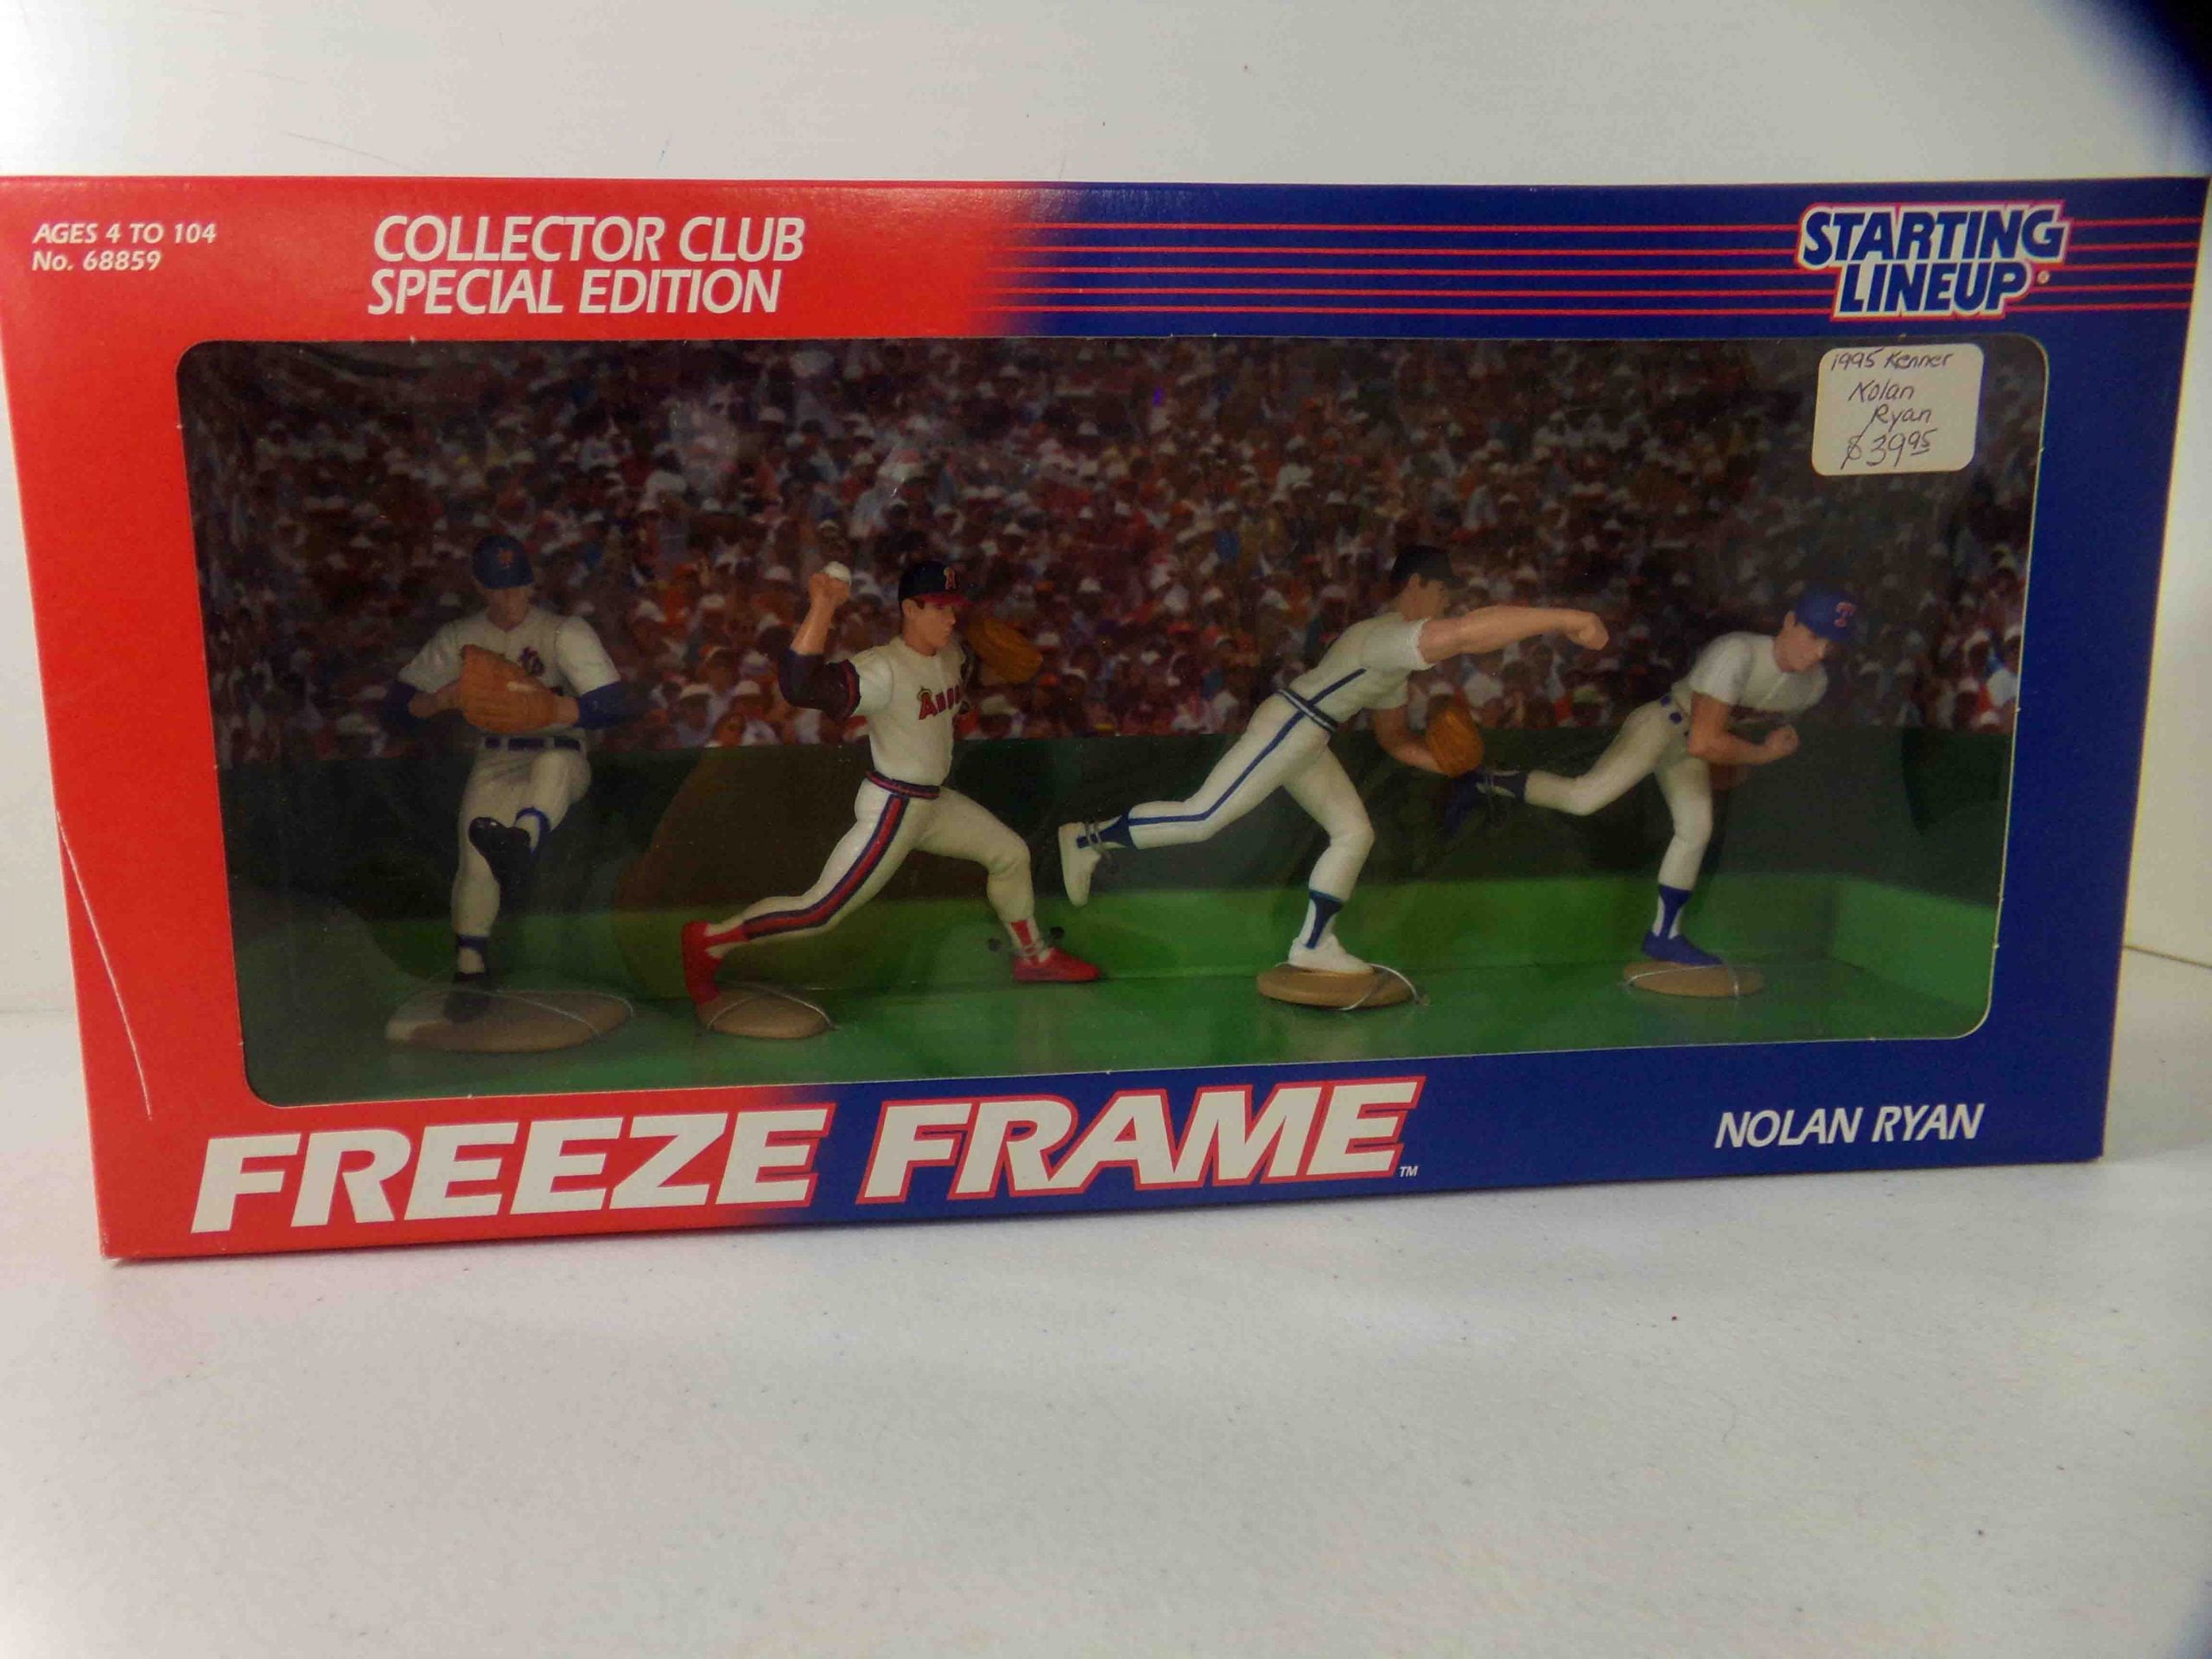 AGES 4 TO 104
No. 68859
COLLECTOR CLUB
SPECIAL EDITION
STARTING
LINEUP®
1995 Kenner
Nolan
Ryan
$39.95
A
T
FREEZE FRAME™
NOLAN RYAN